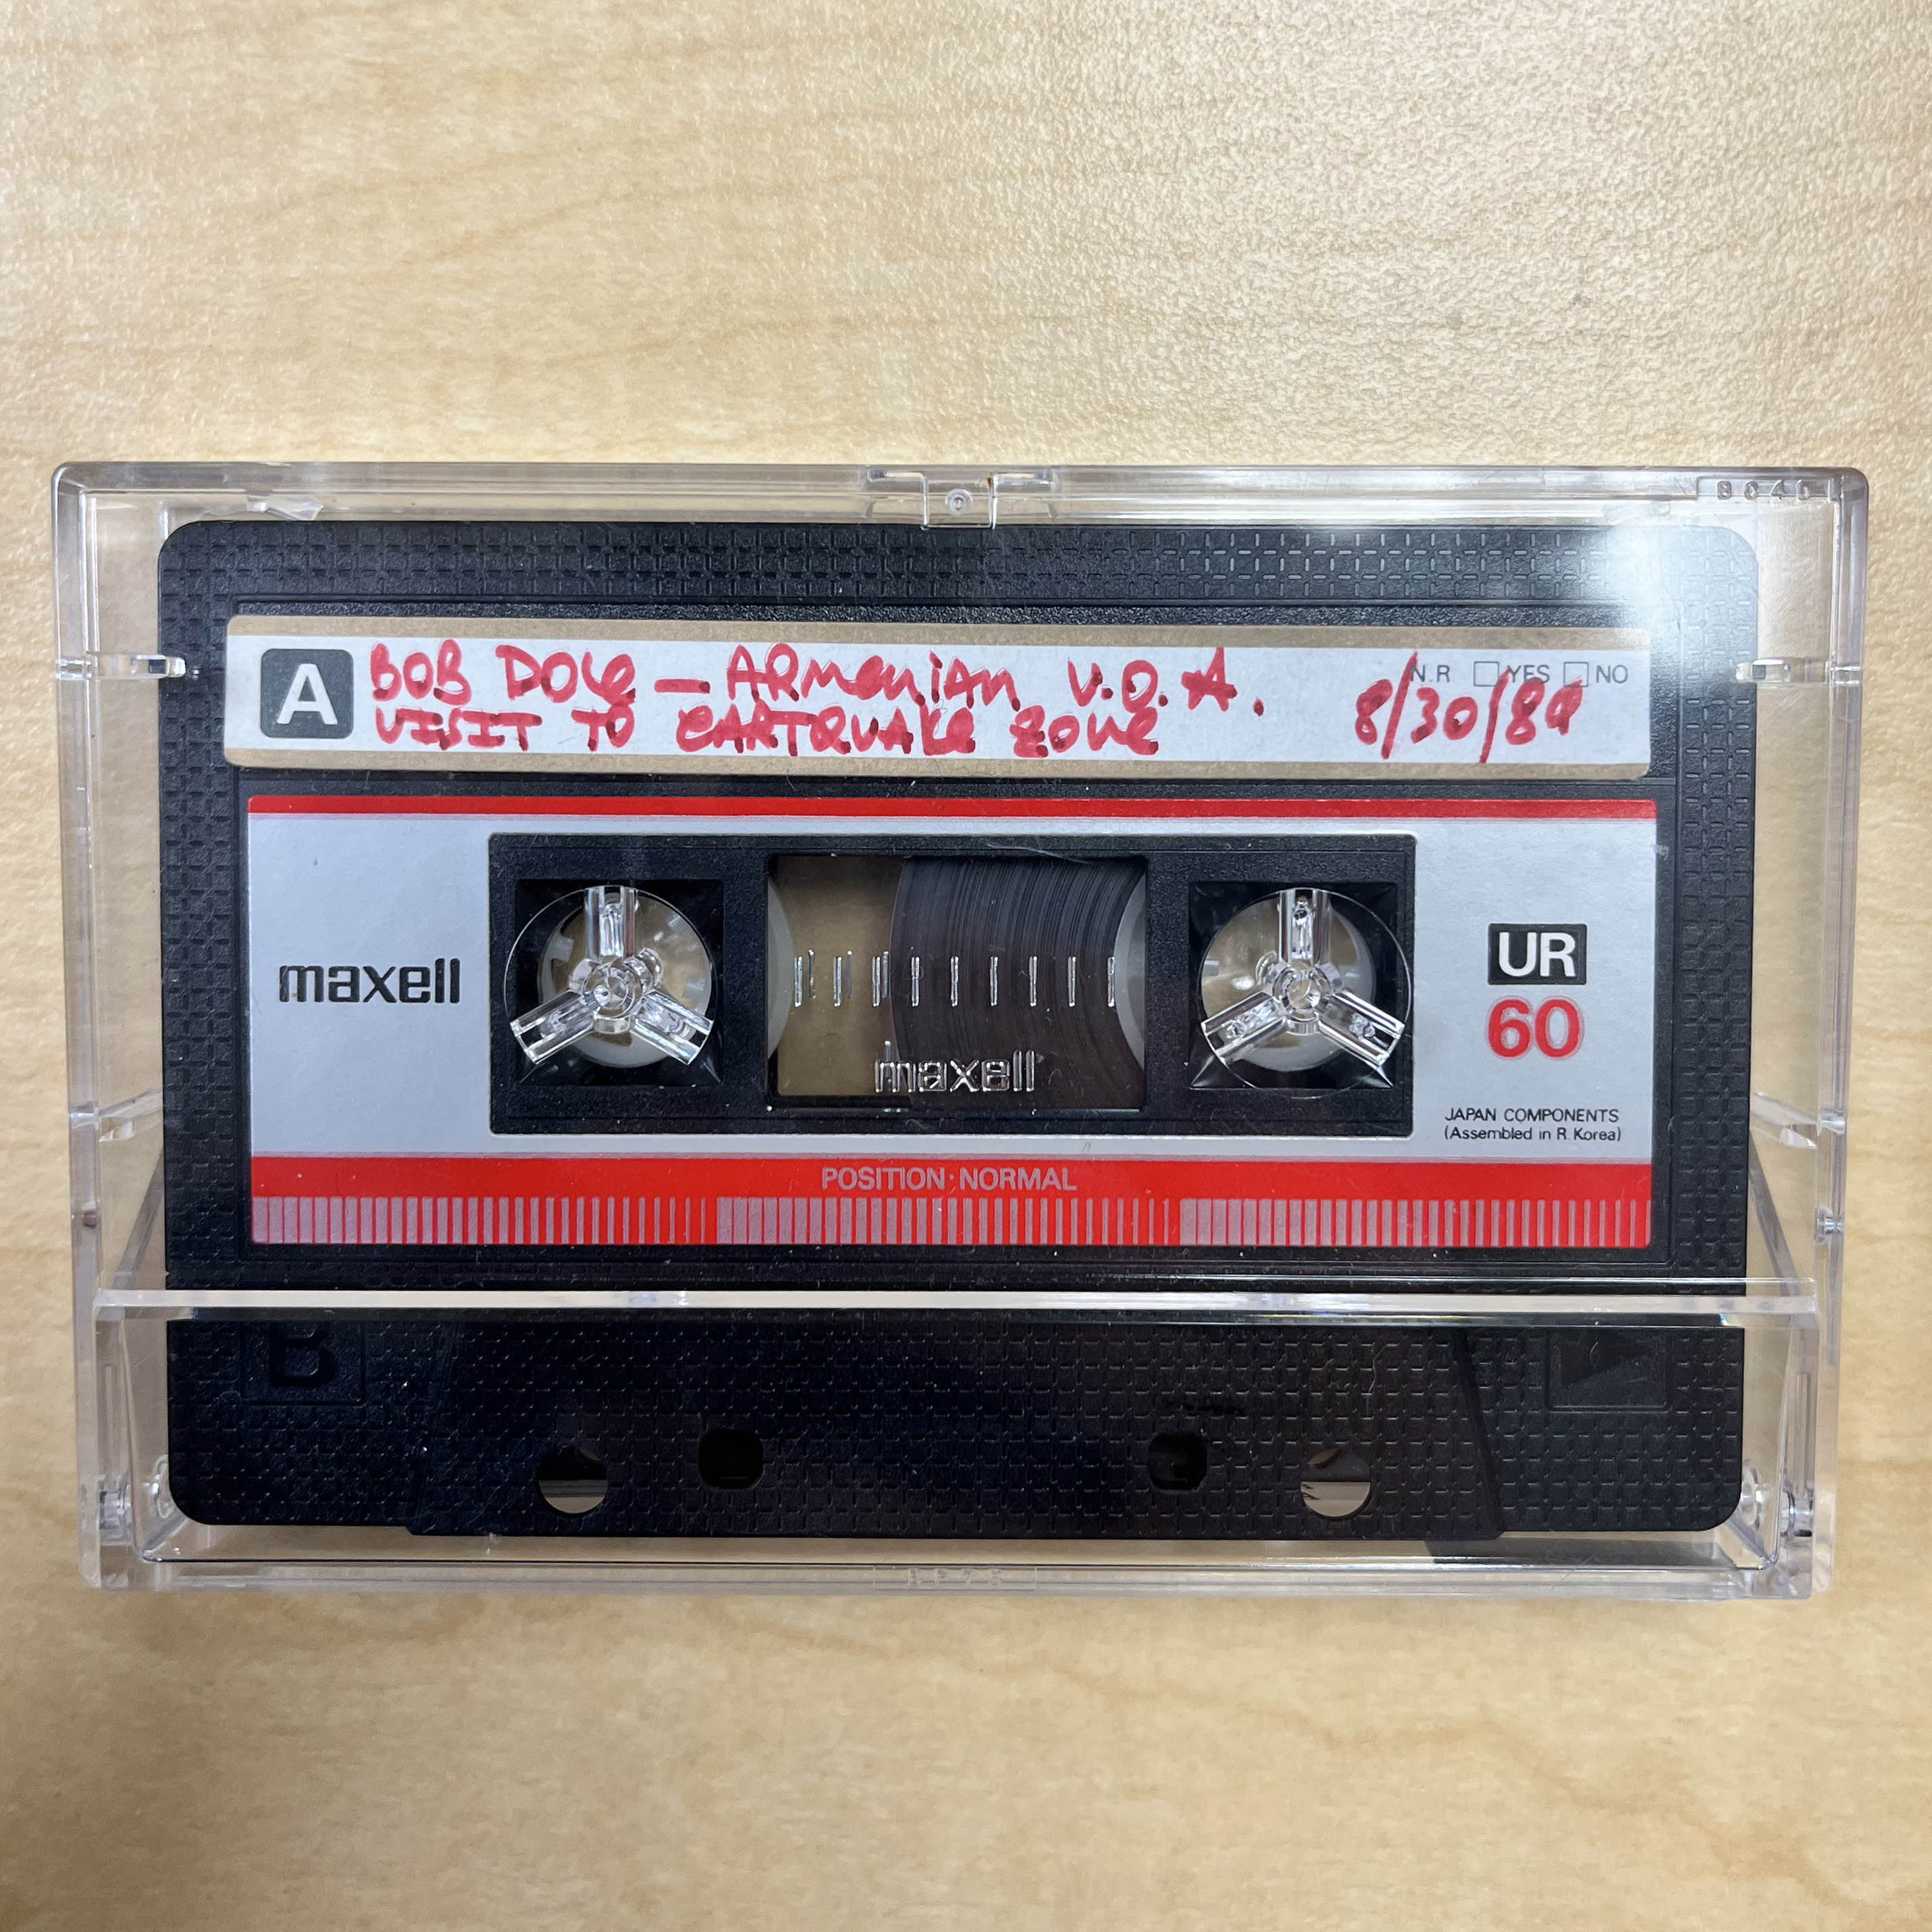 A
BOB DOLE — ARMENIAN V.O.A.
VISIT TO EARTQUAKE ZONE
8/30/89
N.R □ YES □ NO
maxell
maxell
UR
60
JAPAN COMPONENTS
(Assembled in R. Korea)
POSITION·NORMAL
B